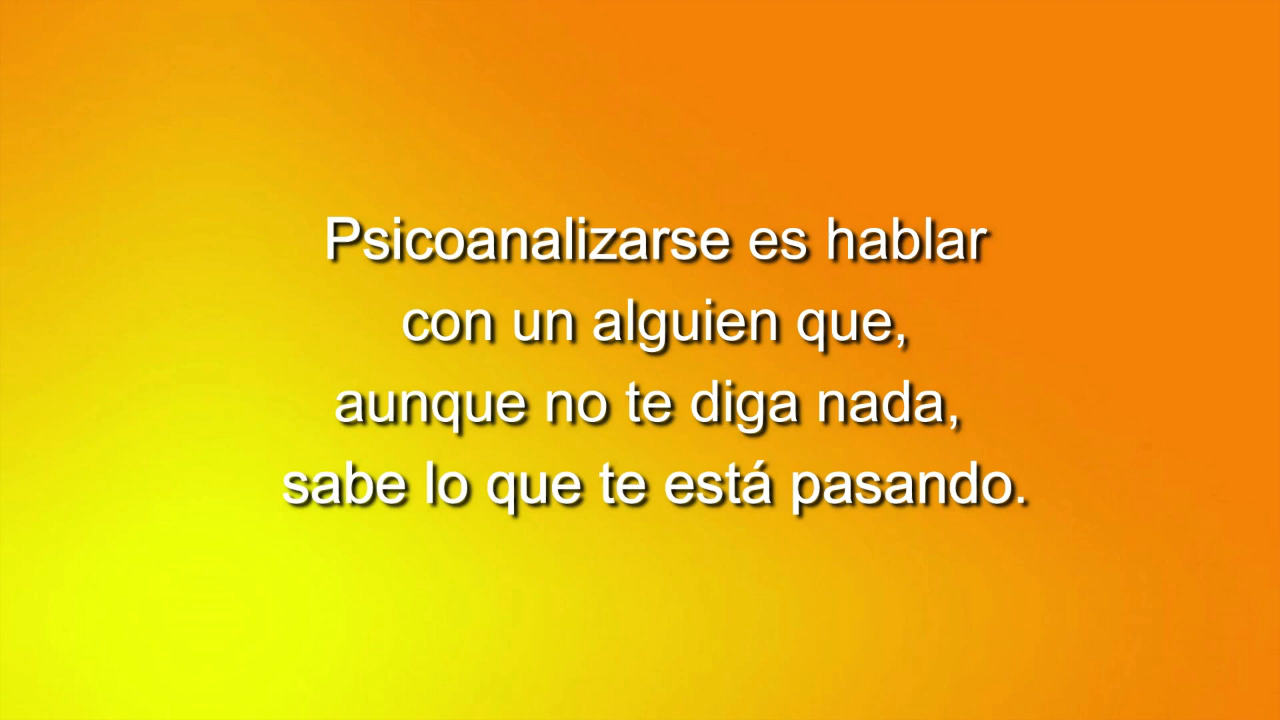 Psicoanalizarse es hablar
con un alguien que,
aunque no te diga nada,
sabe lo que te está pasando.